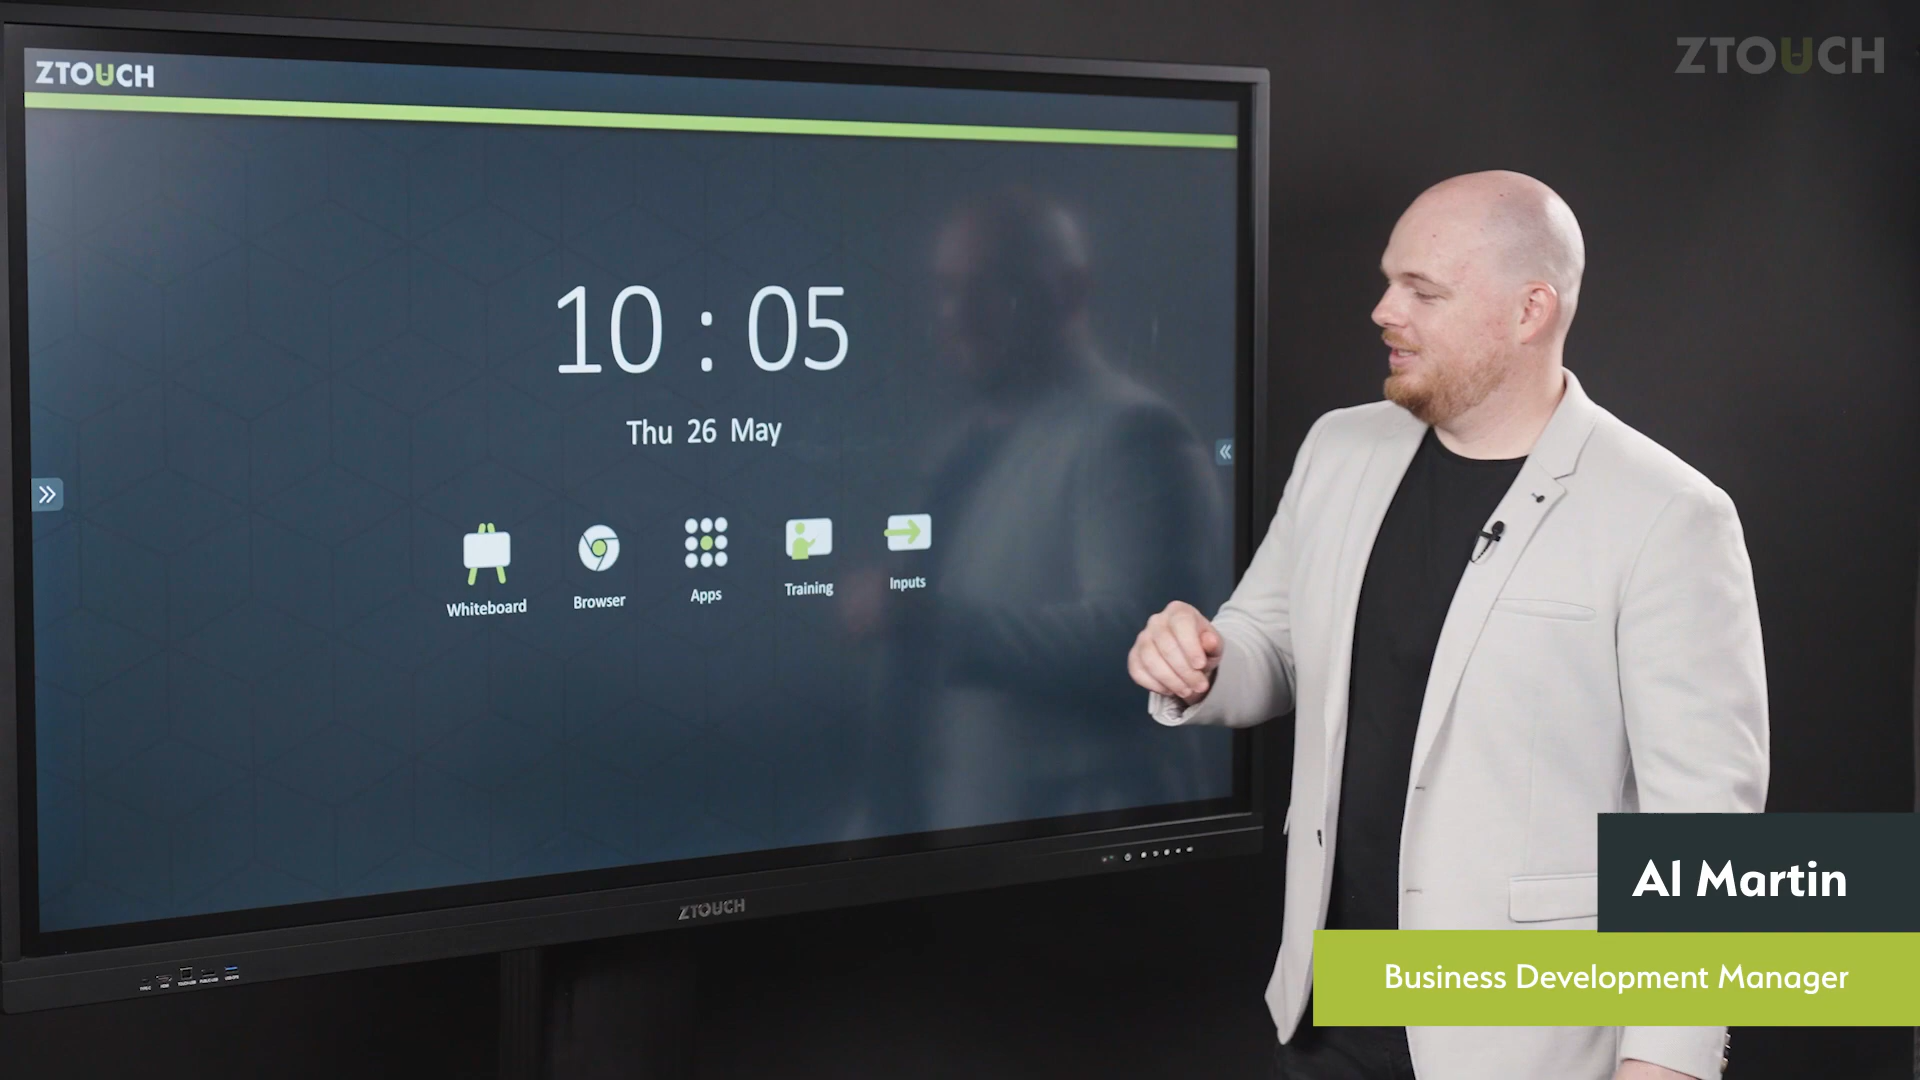 ZTOUCH
ZTOUCH
10 : 05
Thu 26 May
Whiteboard
Browser
Apps
Training
Inputs
ZTOUCH
Al Martin
Business Development Manager